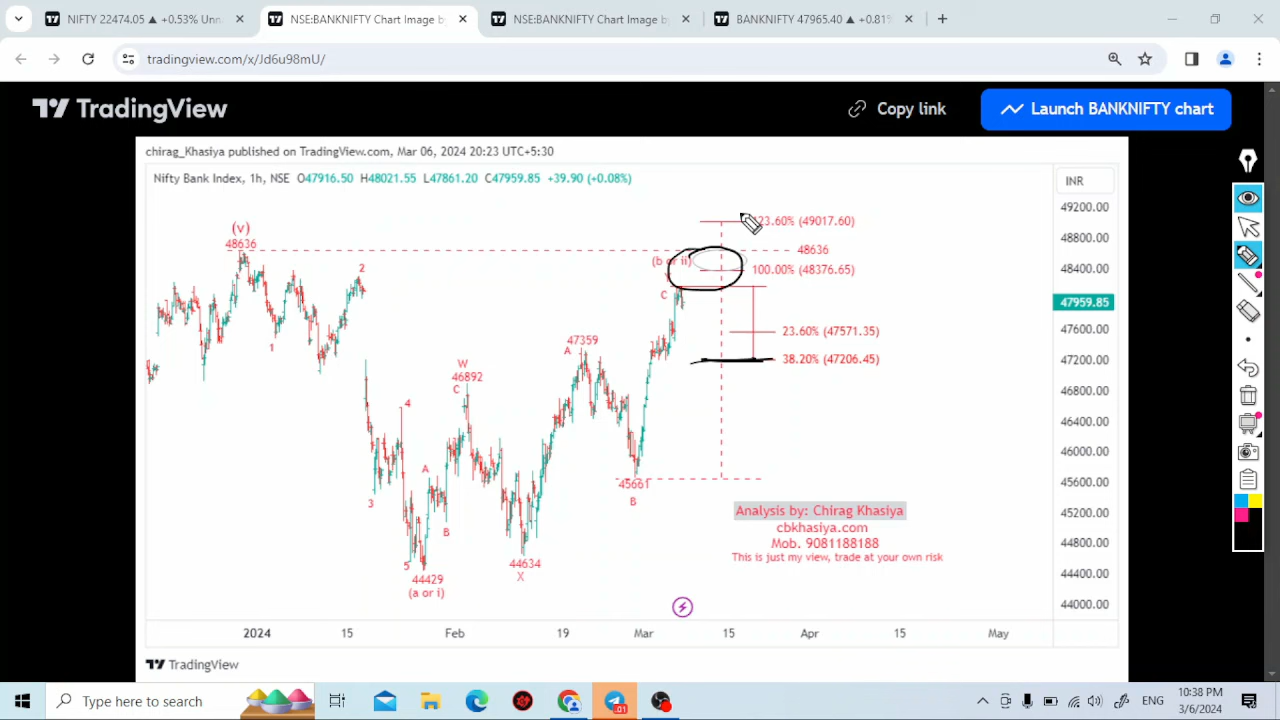 NIFTY 22474.05 ▲ +0.53% Unn
NSE:BANKNIFTY Chart Image b
NSE:BANKNIFTY Chart Image b
BANKNIFTY 47965.40 ▲ +0.81%
tradingview.com/x/Jd6u98mU/
TradingView
Copy link
Launch BANKNIFTY chart
chirag_Khasiya published on TradingView.com, Mar 06, 2024 20:23 UTC+5:30
Nifty Bank Index, 1h, NSE O47916.50 H48021.55 L47861.20 C47959.85 +39.90 (+0.08%)
INR
49200.00
48800.00
48400.00
47959.85
47600.00
47200.00
46800.00
46400.00
46000.00
45600.00
45200.00
44800.00
44400.00
44000.00
23.60% (49017.60)
(v)
48636
48636
(b or ii)
100.00% (48376.65)
2
C
23.60% (47571.35)
1
47359
A
38.20% (47206.45)
W
46892
C
4
A
45661
B
3
B
5
44429
(a or i)
44634
X
Analysis by: Chirag Khasiya
cbkhasiya.com
Mob. 9081188188
This is just my view, trade at your own risk
2024
15
Feb
19
Mar
15
Apr
15
May
TradingView
Type here to search
.01
ENG
10:38 PM
3/6/2024